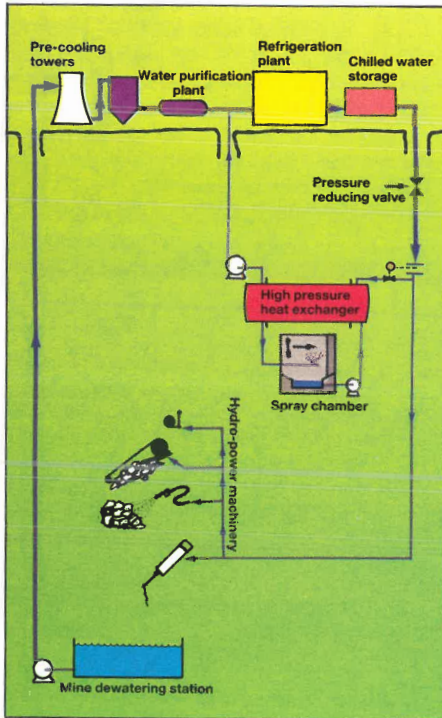 Pre-cooling
towers
Water purification
plant
Refrigeration
plant
Chilled water
storage
Pressure
reducing valve
High pressure
heat exchanger
Spray chamber
Hydro-power machinery
Mine dewatering station